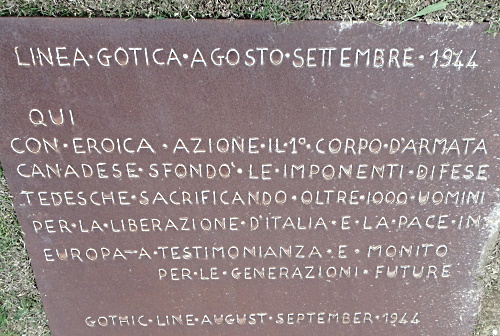 LINEA·GOTICA·AGOSTO·SETTEMBRE·1944
QUI
CON·EROICA·AZIONE·IL·1°·CORPO·D'ARMATA
CANADESE·SFONDO'·LE·IMPONENTI·DIFESE
TEDESCHE·SACRIFICANDO·OLTRE·1000·UOMINI
PER·LA·LIBERAZIONE·D'ITALIA·E·LA·PACE·IN
EUROPA·A·TESTIMONIANZA·E·MONITO
PER·LE·GENERAZIONI·FUTURE
GOTHIC·LINE·AUGUST·SEPTEMBER·1944